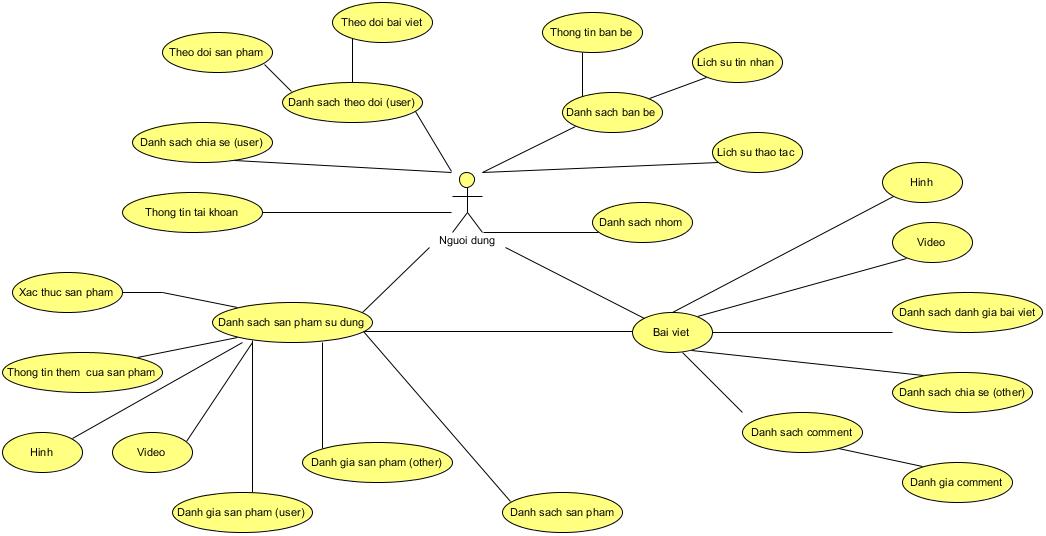 Theo doi bai viet
Thong tin ban be
Theo doi san pham
Lich su tin nhan
Danh sach theo doi (user)
Danh sach ban be
Danh sach chia se (user)
Lich su thao tac
Hinh
Thong tin tai khoan
Danh sach nhom
Nguoi dung
Video
Xac thuc san pham
Danh sach san pham su dung
Bai viet
Danh sach danh gia bai viet
Thong tin them  cua san pham
Danh sach chia se (other)
Danh sach comment
Hinh
Video
Danh gia san pham (other)
Danh gia comment
Danh gia san pham (user)
Danh sach san pham